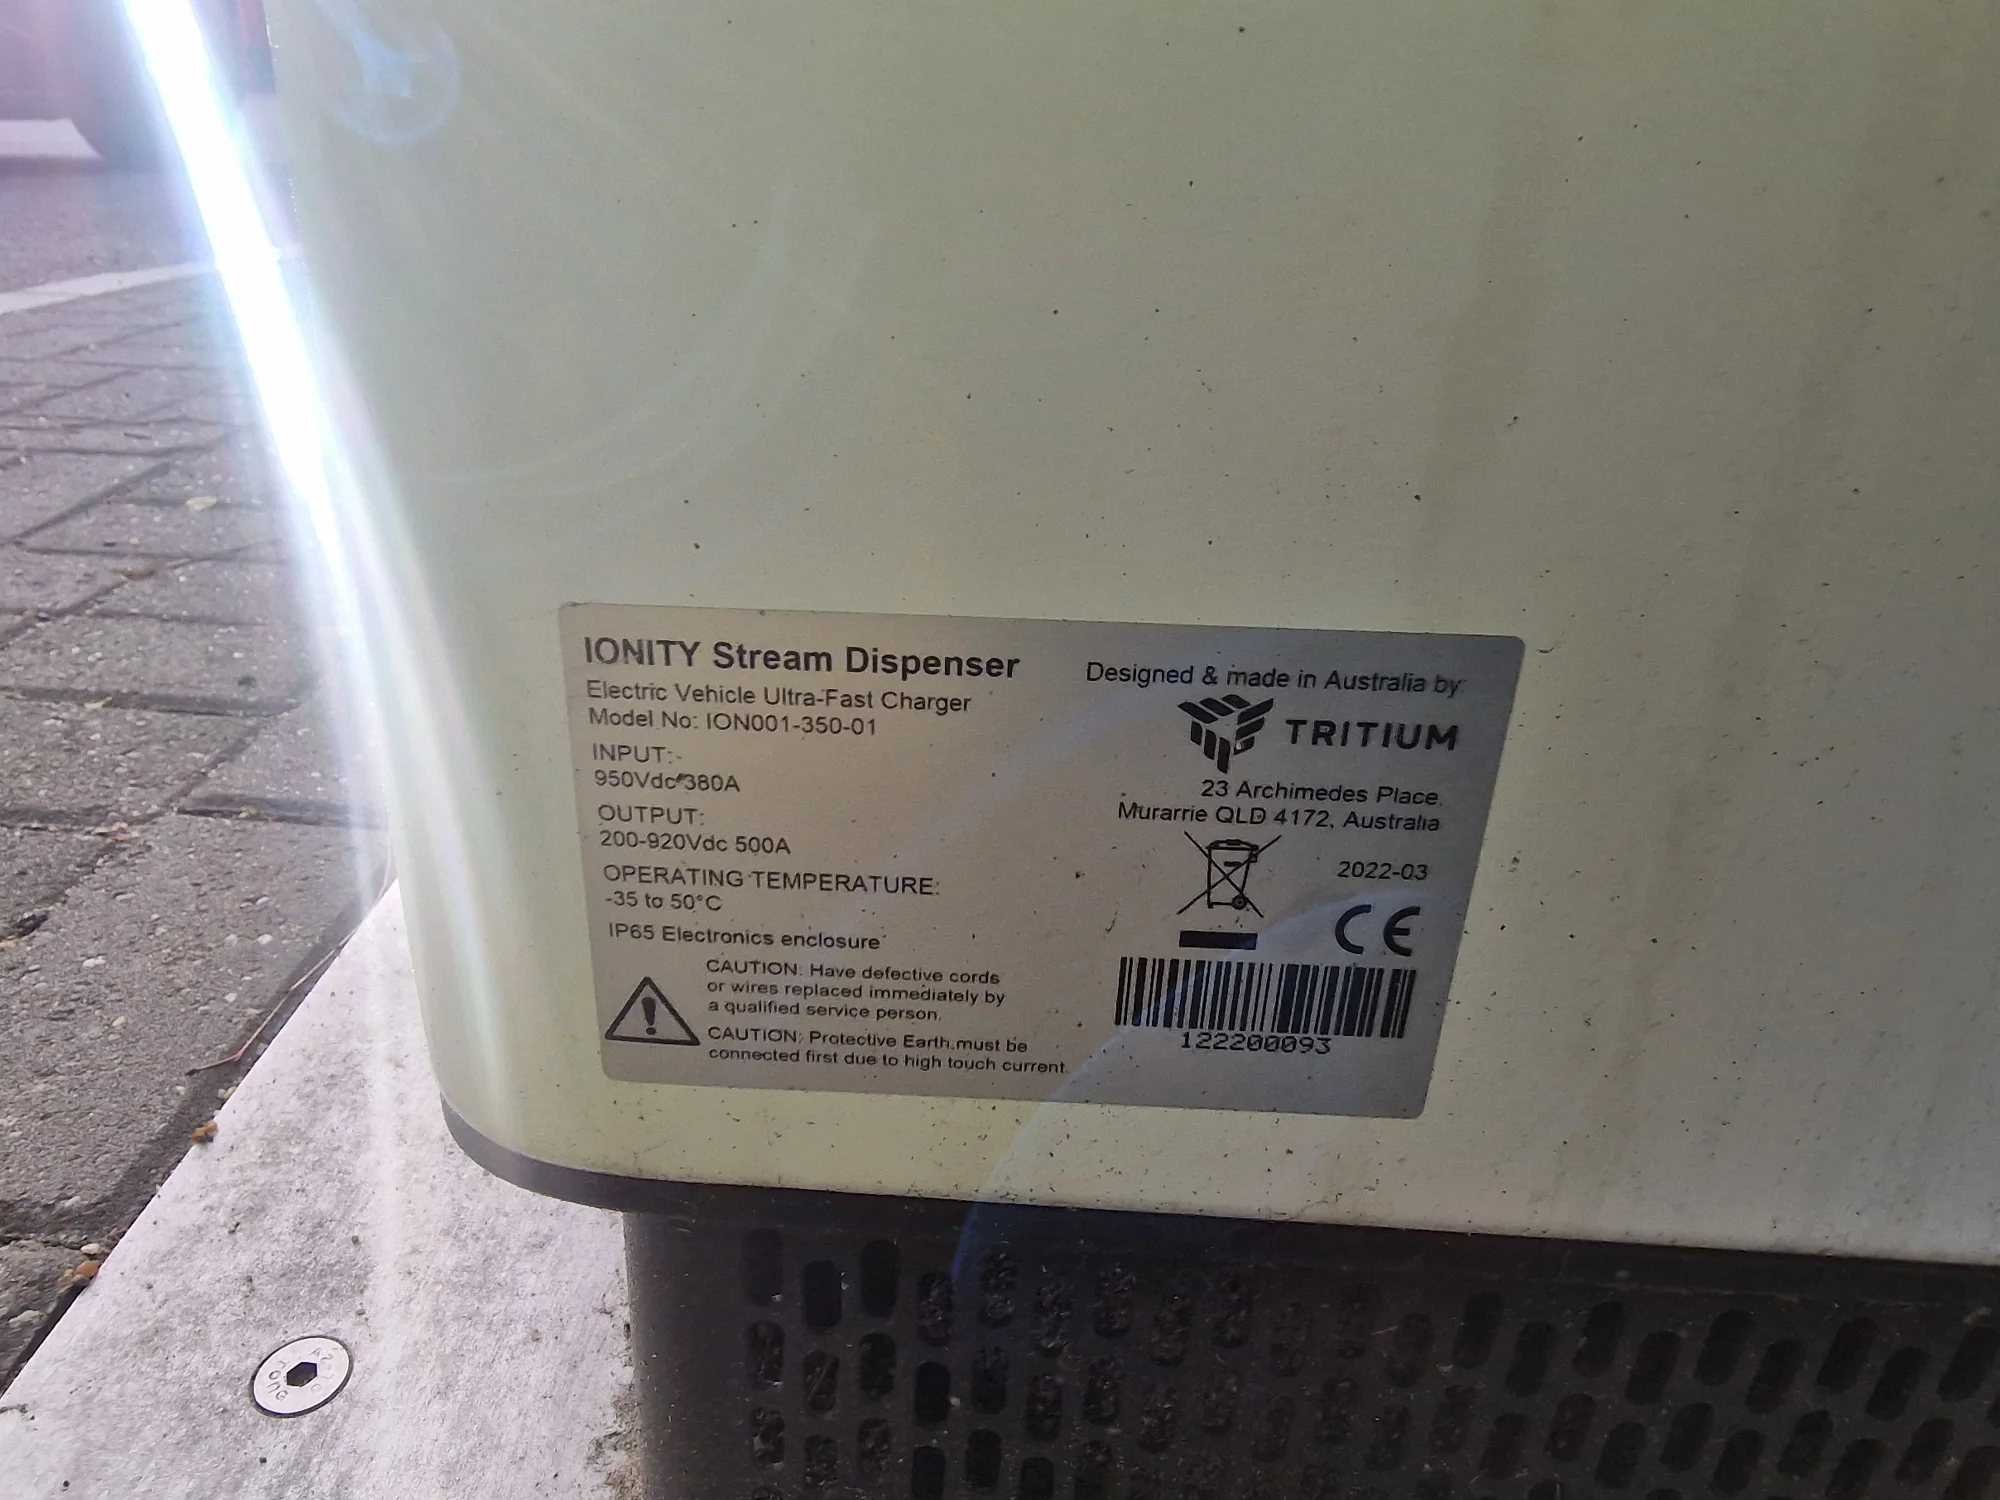 IONITY Stream Dispenser
Electric Vehicle Ultra-Fast Charger
Model No: ION001-350-01
INPUT:
950Vdc 380A
OUTPUT:
200-920Vdc 500A
OPERATING TEMPERATURE:
-35 to 50°C
IP65 Electronics enclosure
CAUTION: Have defective cords
or wires replaced immediately by
a qualified service person.
CAUTION: Protective Earth must be
connected first due to high touch current.
Designed & made in Australia by:
TRITIUM
23 Archimedes Place,
Murarrie QLD 4172, Australia
2022-03
CE
122200093